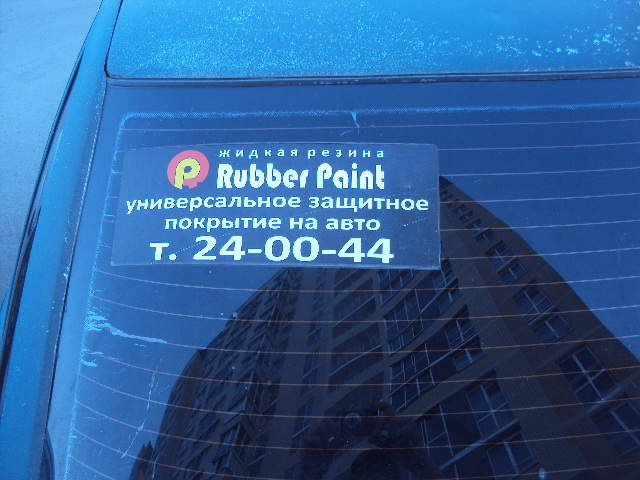 жидкая резина
Rubber Paint
универсальное защитное
покрытие на авто
т. 24-00-44